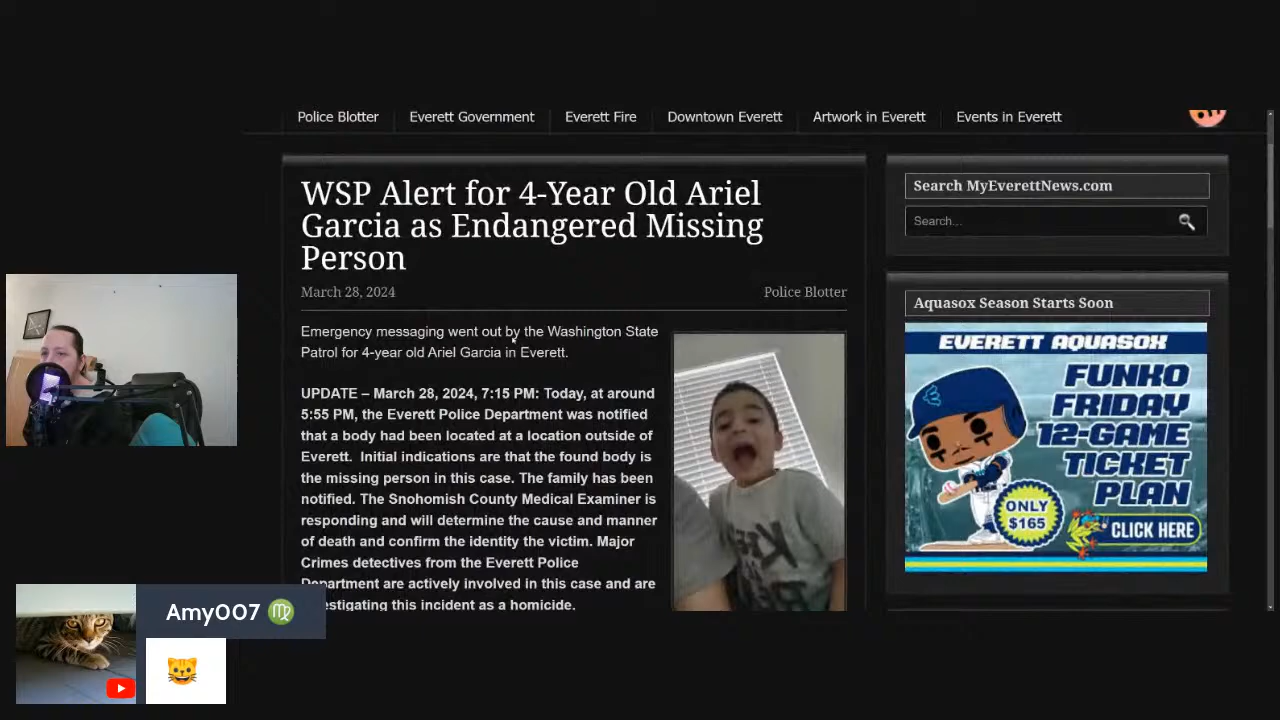 Police Blotter
Everett Government
Everett Fire
Downtown Everett
Artwork in Everett
Events in Everett
WSP Alert for 4-Year Old Ariel
Garcia as Endangered Missing
Person
March 28, 2024
Police Blotter
Emergency messaging went out by the Washington State
Patrol for 4-year old Ariel Garcia in Everett.
UPDATE – March 28, 2024, 7:15 PM: Today, at around
5:55 PM, the Everett Police Department was notified
that a body had been located at a location outside of
Everett.  Initial indications are that the found body is
the missing person in this case. The family has been
notified. The Snohomish County Medical Examiner is
responding and will determine the cause and manner
of death and confirm the identity the victim. Major
Crimes detectives from the Everett Police
Department are actively involved in this case and are
estigating this incident as a homicide.
Search MyEverettNews.com
Search...
Aquasox Season Starts Soon
EVERETT AQUASOX
FUNKO
FRIDAY
12-GAME
TICKET
PLAN
ONLY
$165
CLICK HERE
Amy007